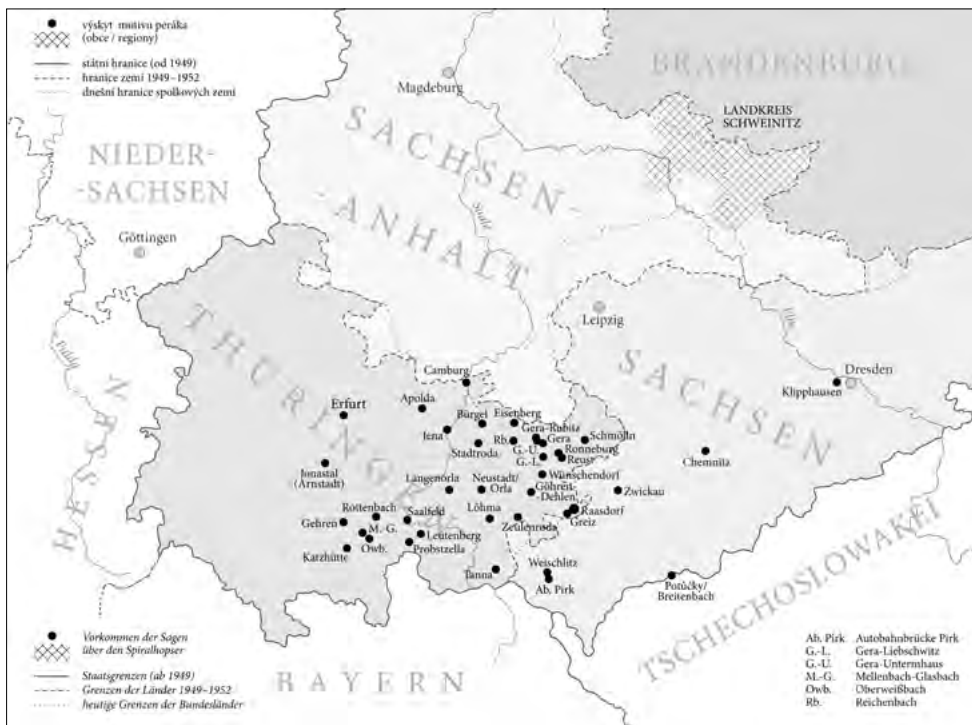 výskyt motivu péráka
(obce / regiony)
státní hranice (od 1949)
hranice zemí 1949–1952
dnešní hranice spolkových zemí
BRANDENBURG
Magdeburg
LANDKREIS
SCHWEINITZ
NIEDER-
-SACHSEN
SACHSEN-
-ANHALT
Saale
Göttingen
Leipzig
Elbe
SACHSEN
THÜRINGEN
HESSEN
Fulda
Dresden
Klipphausen
Camburg
Erfurt
Apolda
Bürgel
Eisenberg
Gera-Rubitz
Jena
Rb.
Gera
Schmölln
Stadtroda
G.-U.
G.-L.
Ronneburg
Reust
Chemnitz
Jonastal
(Arnstadt)
Wünschendorf
Langenorla
Neustadt/
Orla
Göhren-
-Döhlen
Zwickau
Rottenbach
Saalfeld
Löhma
Raasdorf
Gehren
M.-G.
Leutenberg
Zeulenroda
Greiz
Owb.
Katzhütte
Probstzella
Tanna
Weischlitz
Ab. Pirk
Potůčky/
Breitenbach
TSCHECHOSLOWAKEI
BAYERN
Vorkommen der Sagen
über den Spiralhopser
Staatsgrenzen (ab 1949)
Grenzen der Länder 1949–1952
heutige Grenzen der Bundesländer
Ab. Pirk Autobahnbrücke Pirk
G.-L. Gera-Liebschwitz
G.-U. Gera-Untermhaus
M.-G. Mellenbach-Glasbach
Owb. Oberweißbach
Rb. Reichenbach